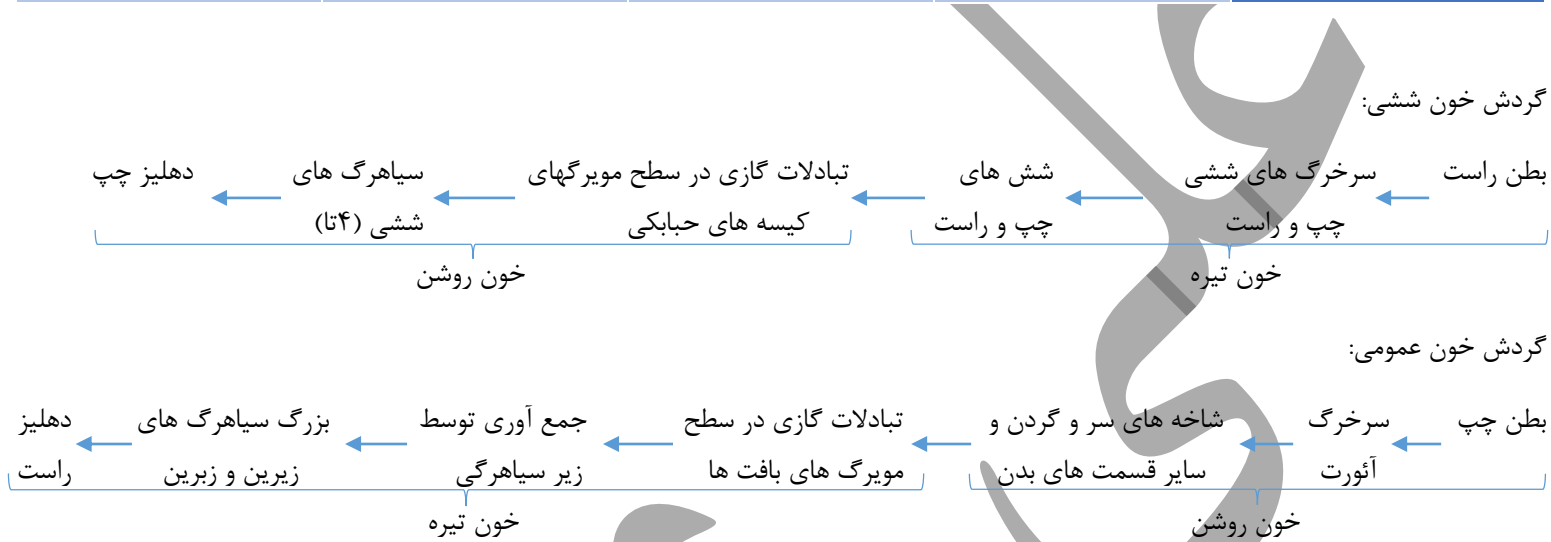 گردش خون ششی:
بطن راست سرخرگ های ششی شش های تبادلات گازی در سطح مویرگهای سیاهرگ های دهلیز چپ
چپ و راست چپ و راست کیسه های حبابکی ششی (۴تا)
خون تیره خون روشن
گردش خون عمومی:
بطن چپ سرخرگ شاخه های سر و گردن و تبادلات گازی در سطح جمع آوری توسط بزرگ سیاهرگ های دهلیز
آئورت سایر قسمت های بدن مویرگ های بافت ها زیر سیاهرگی زیرین و زبرین راست
خون روشن خون تیره